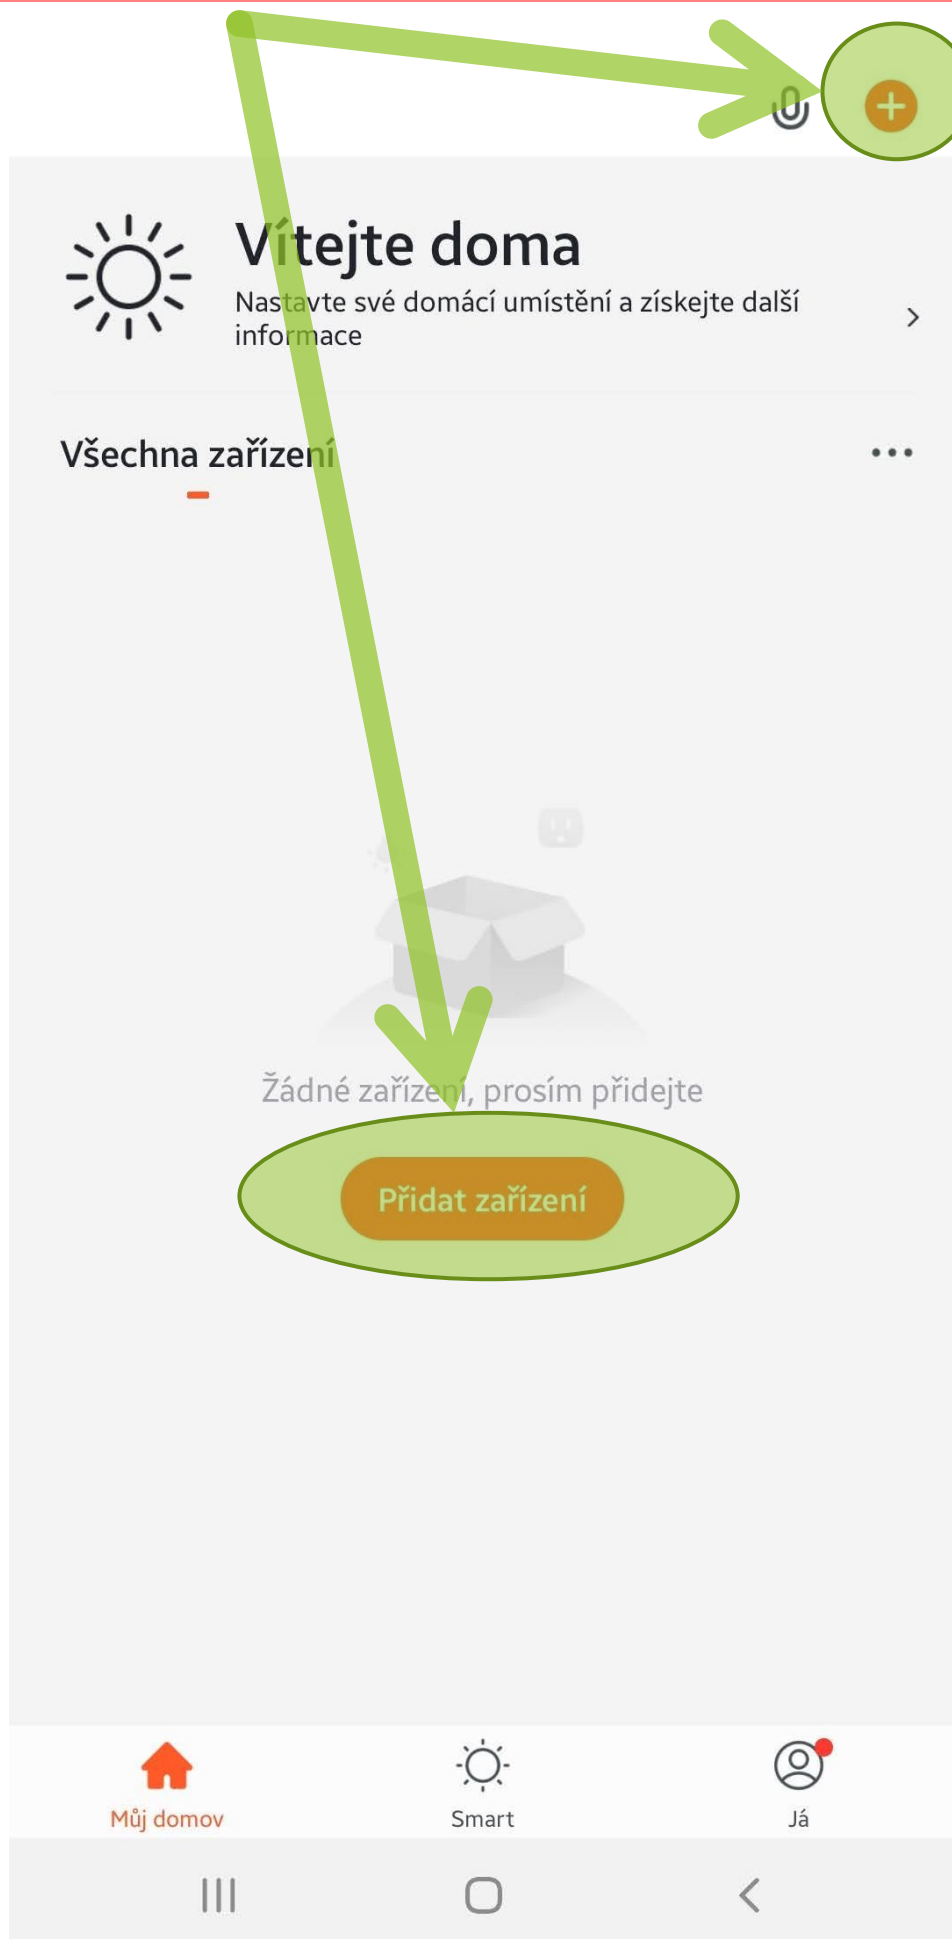 Vítejte doma
Nastavte své domácí umístění a získejte další
informace
Všechna zařízení
Žádné zařízení, prosím přidejte
Přidat zařízení
Můj domov
Smart
Já